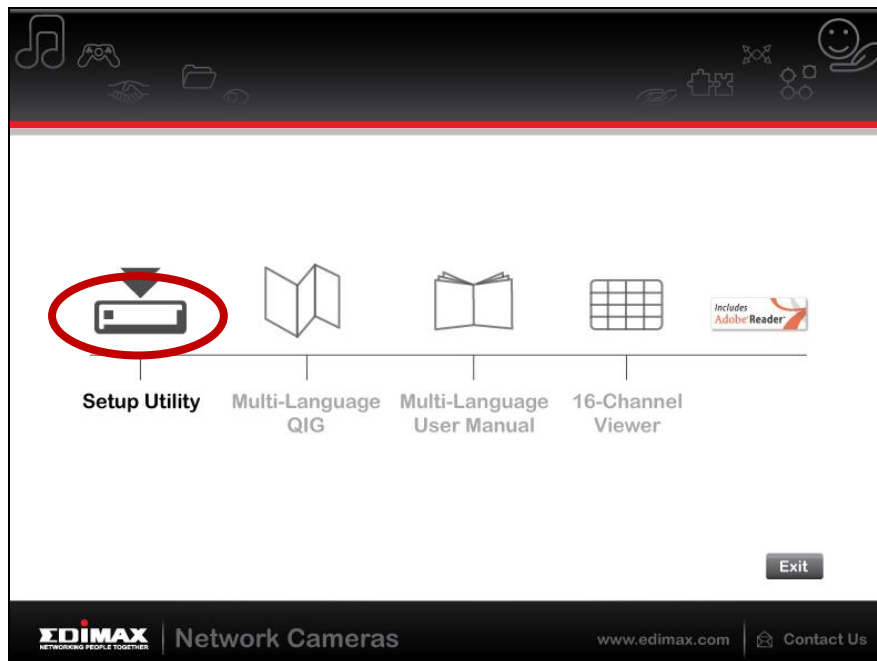 Includes
Adobe Reader
Setup Utility
Multi-Language
QIG
Multi-Language
User Manual
16-Channel
Viewer
Exit
EDIMAX
NETWORKING PEOPLE TOGETHER
Network Cameras
www.edimax.com
Contact Us